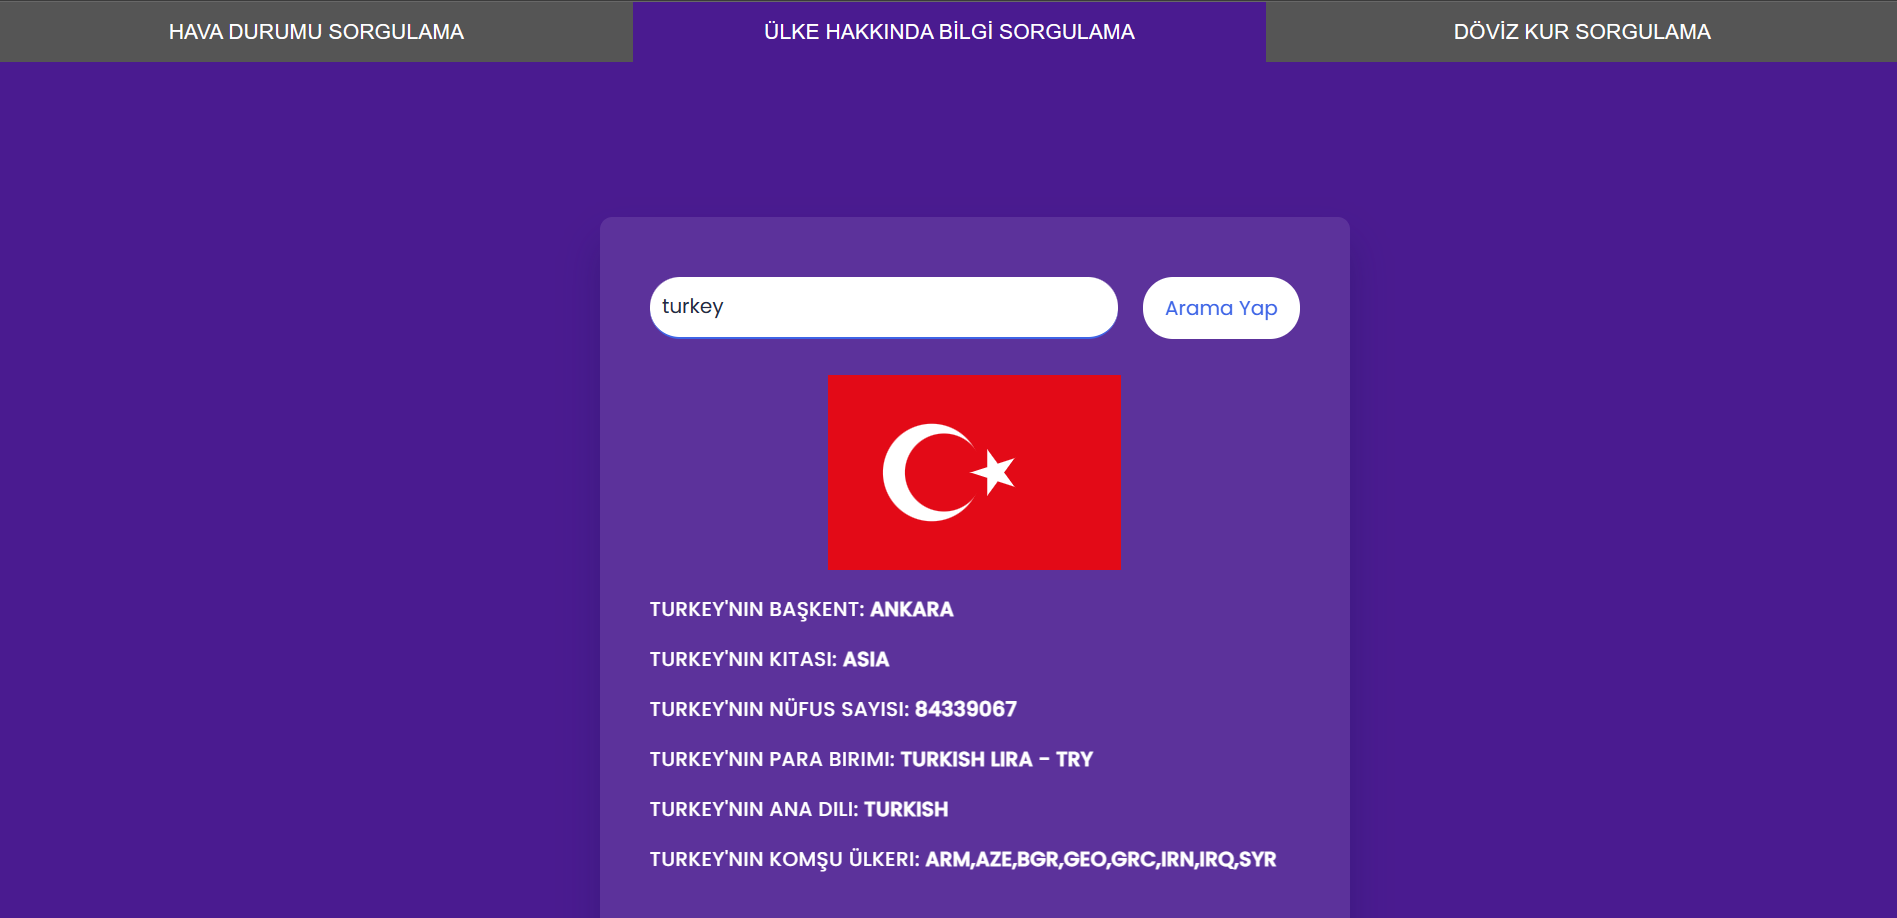 HAVA DURUMU SORGULAMA
ÜLKE HAKKINDA BİLGİ SORGULAMA
DÖVİZ KUR SORGULAMA
turkey
Arama Yap
TURKEY'NIN BAŞKENT: ANKARA
TURKEY'NIN KITASI: ASIA
TURKEY'NIN NÜFUS SAYISI: 84339067
TURKEY'NIN PARA BIRIMI: TURKISH LIRA - TRY
TURKEY'NIN ANA DILI: TURKISH
TURKEY'NIN KOMŞU ÜLKERI: ARM,AZE,BGR,GEO,GRC,IRN,IRQ,SYR